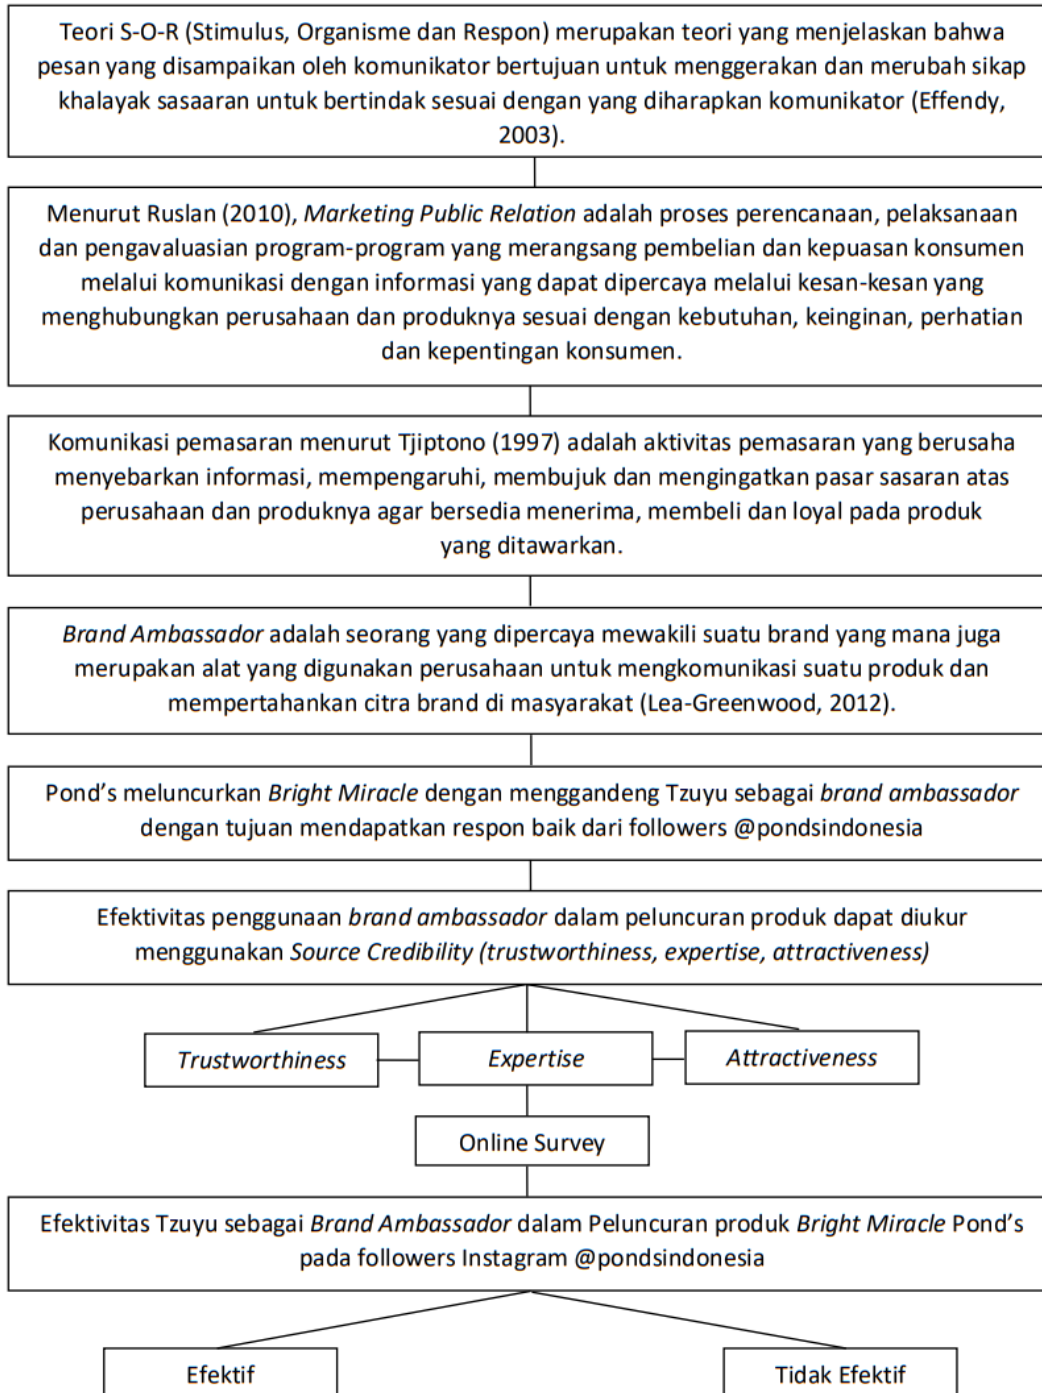 Teori S-O-R (Stimulus, Organisme dan Respon) merupakan teori yang menjelaskan bahwa
pesan yang disampaikan oleh komunikator bertujuan untuk menggerakan dan merubah sikap
khalayak sasaaran untuk bertindak sesuai dengan yang diharapkan komunikator (Effendy,
2003).
Menurut Ruslan (2010), Marketing Public Relation adalah proses perencanaan, pelaksanaan
dan pengavaluasian program-program yang merangsang pembelian dan kepuasan konsumen
melalui komunikasi dengan informasi yang dapat dipercaya melalui kesan-kesan yang
menghubungkan perusahaan dan produknya sesuai dengan kebutuhan, keinginan, perhatian
dan kepentingan konsumen.
Komunikasi pemasaran menurut Tjiptono (1997) adalah aktivitas pemasaran yang berusaha
menyebarkan informasi, mempengaruhi, membujuk dan mengingatkan pasar sasaran atas
perusahaan dan produknya agar bersedia menerima, membeli dan loyal pada produk
yang ditawarkan.
Brand Ambassador adalah seorang yang dipercaya mewakili suatu brand yang mana juga
merupakan alat yang digunakan perusahaan untuk mengkomunikasi suatu produk dan
mempertahankan citra brand di masyarakat (Lea-Greenwood, 2012).
Pond's meluncurkan Bright Miracle dengan menggandeng Tzuyu sebagai brand ambassador
dengan tujuan mendapatkan respon baik dari followers @pondsindonesia
Efektivitas penggunaan brand ambassador dalam peluncuran produk dapat diukur
menggunakan Source Credibility (trustworthiness, expertise, attractiveness)
Trustworthiness
Expertise
Attractiveness
Online Survey
Efektivitas Tzuyu sebagai Brand Ambassador dalam Peluncuran produk Bright Miracle Pond's
pada followers Instagram @pondsindonesia
Efektif
Tidak Efektif